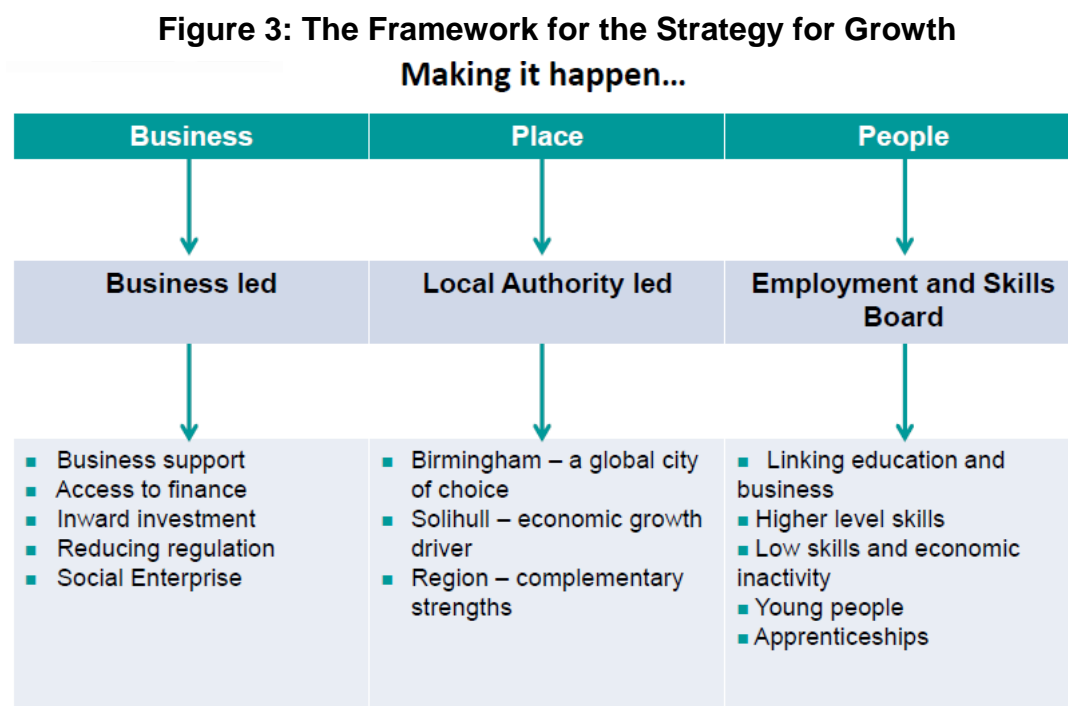 Figure 3: The Framework for the Strategy for Growth
Making it happen...
Business
Place
People
Business led
Local Authority led
Employment and Skills
Board
■ Business support
■ Access to finance
■ Inward investment
■ Reducing regulation
■ Social Enterprise
■ Birmingham – a global city
of choice
■ Solihull – economic growth
driver
■ Region – complementary
strengths
■ Linking education and
business
■ Higher level skills
■ Low skills and economic
inactivity
■ Young people
■ Apprenticeships